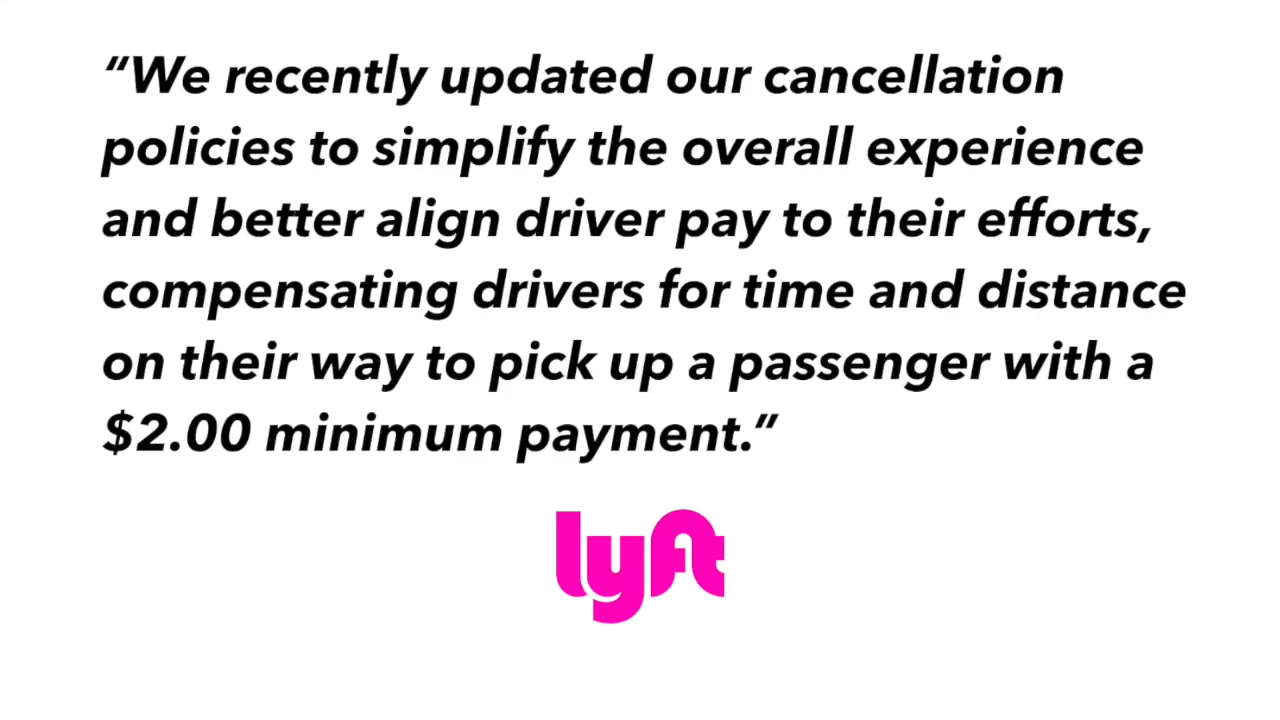 “We recently updated our cancellation
policies to simplify the overall experience
and better align driver pay to their efforts,
compensating drivers for time and distance
on their way to pick up a passenger with a
$2.00 minimum payment.”
lyft